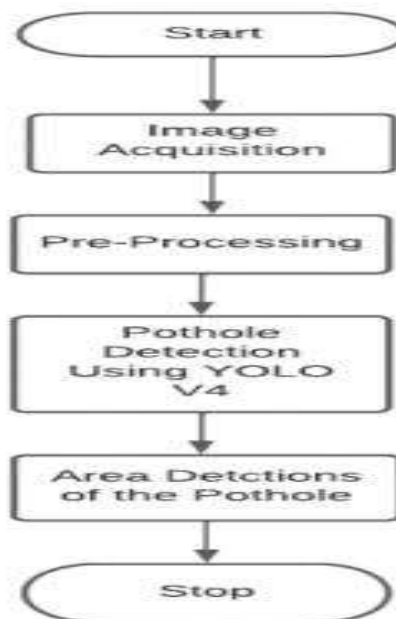 Start
Image
Acquisition
Pre-Processing
Pothole
Detection
Using YOLO
V4
Area Detctions
of the Pothole
Stop